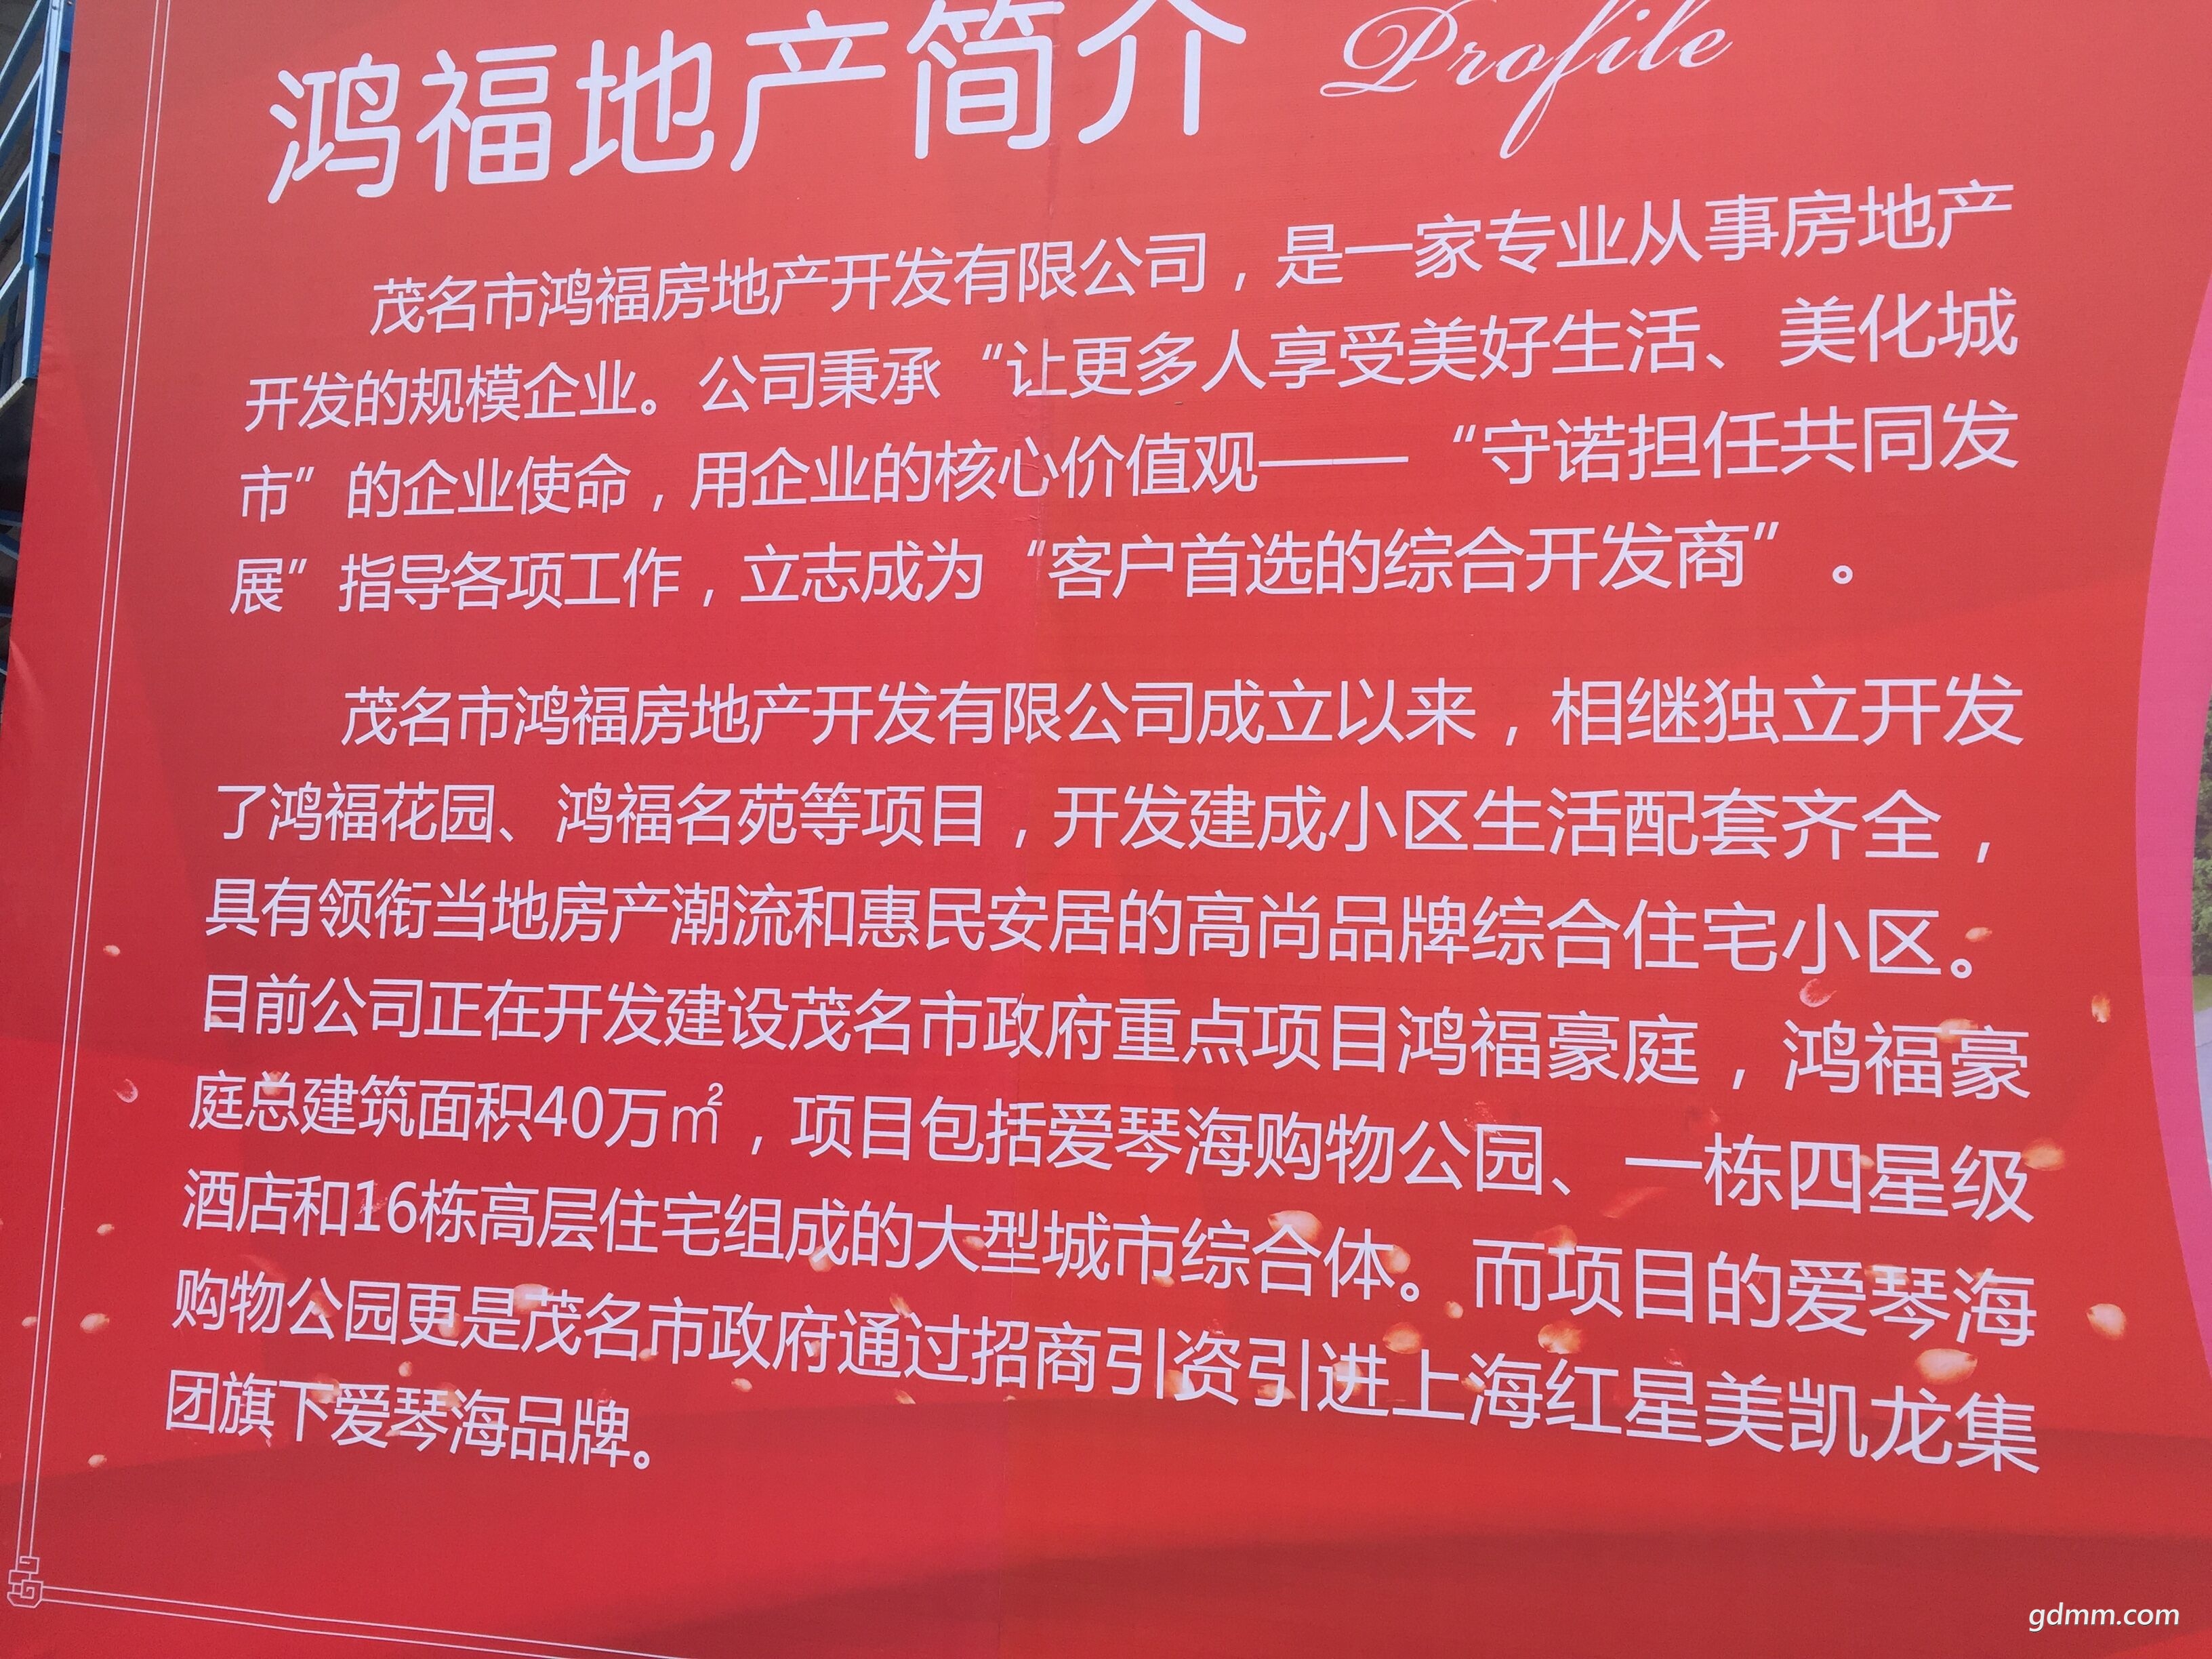 鸿福地产简介 Profile
茂名市鸿福房地产开发有限公司，是一家专业从事房地产
开发的规模企业。公司秉承“让更多人享受美好生活、美化城
市”的企业使命，用企业的核心价值观——“守诺担任共同发
展”指导各项工作，立志成为“客户首选的综合开发商”。
茂名市鸿福房地产开发有限公司成立以来，相继独立开发
了鸿福花园、鸿福名苑等项目，开发建成小区生活配套齐全，
具有领衔当地房产潮流和惠民安居的高尚品牌综合住宅小区。
目前公司正在开发建设茂名市政府重点项目鸿福豪庭，鸿福豪
庭总建筑面积40万㎡，项目包括爱琴海购物公园、一栋四星级
酒店和16栋高层住宅组成的大型城市综合体。而项目的爱琴海
购物公园更是茂名市政府通过招商引资引进上海红星美凯龙集
团旗下爱琴海品牌。
gdmm.com